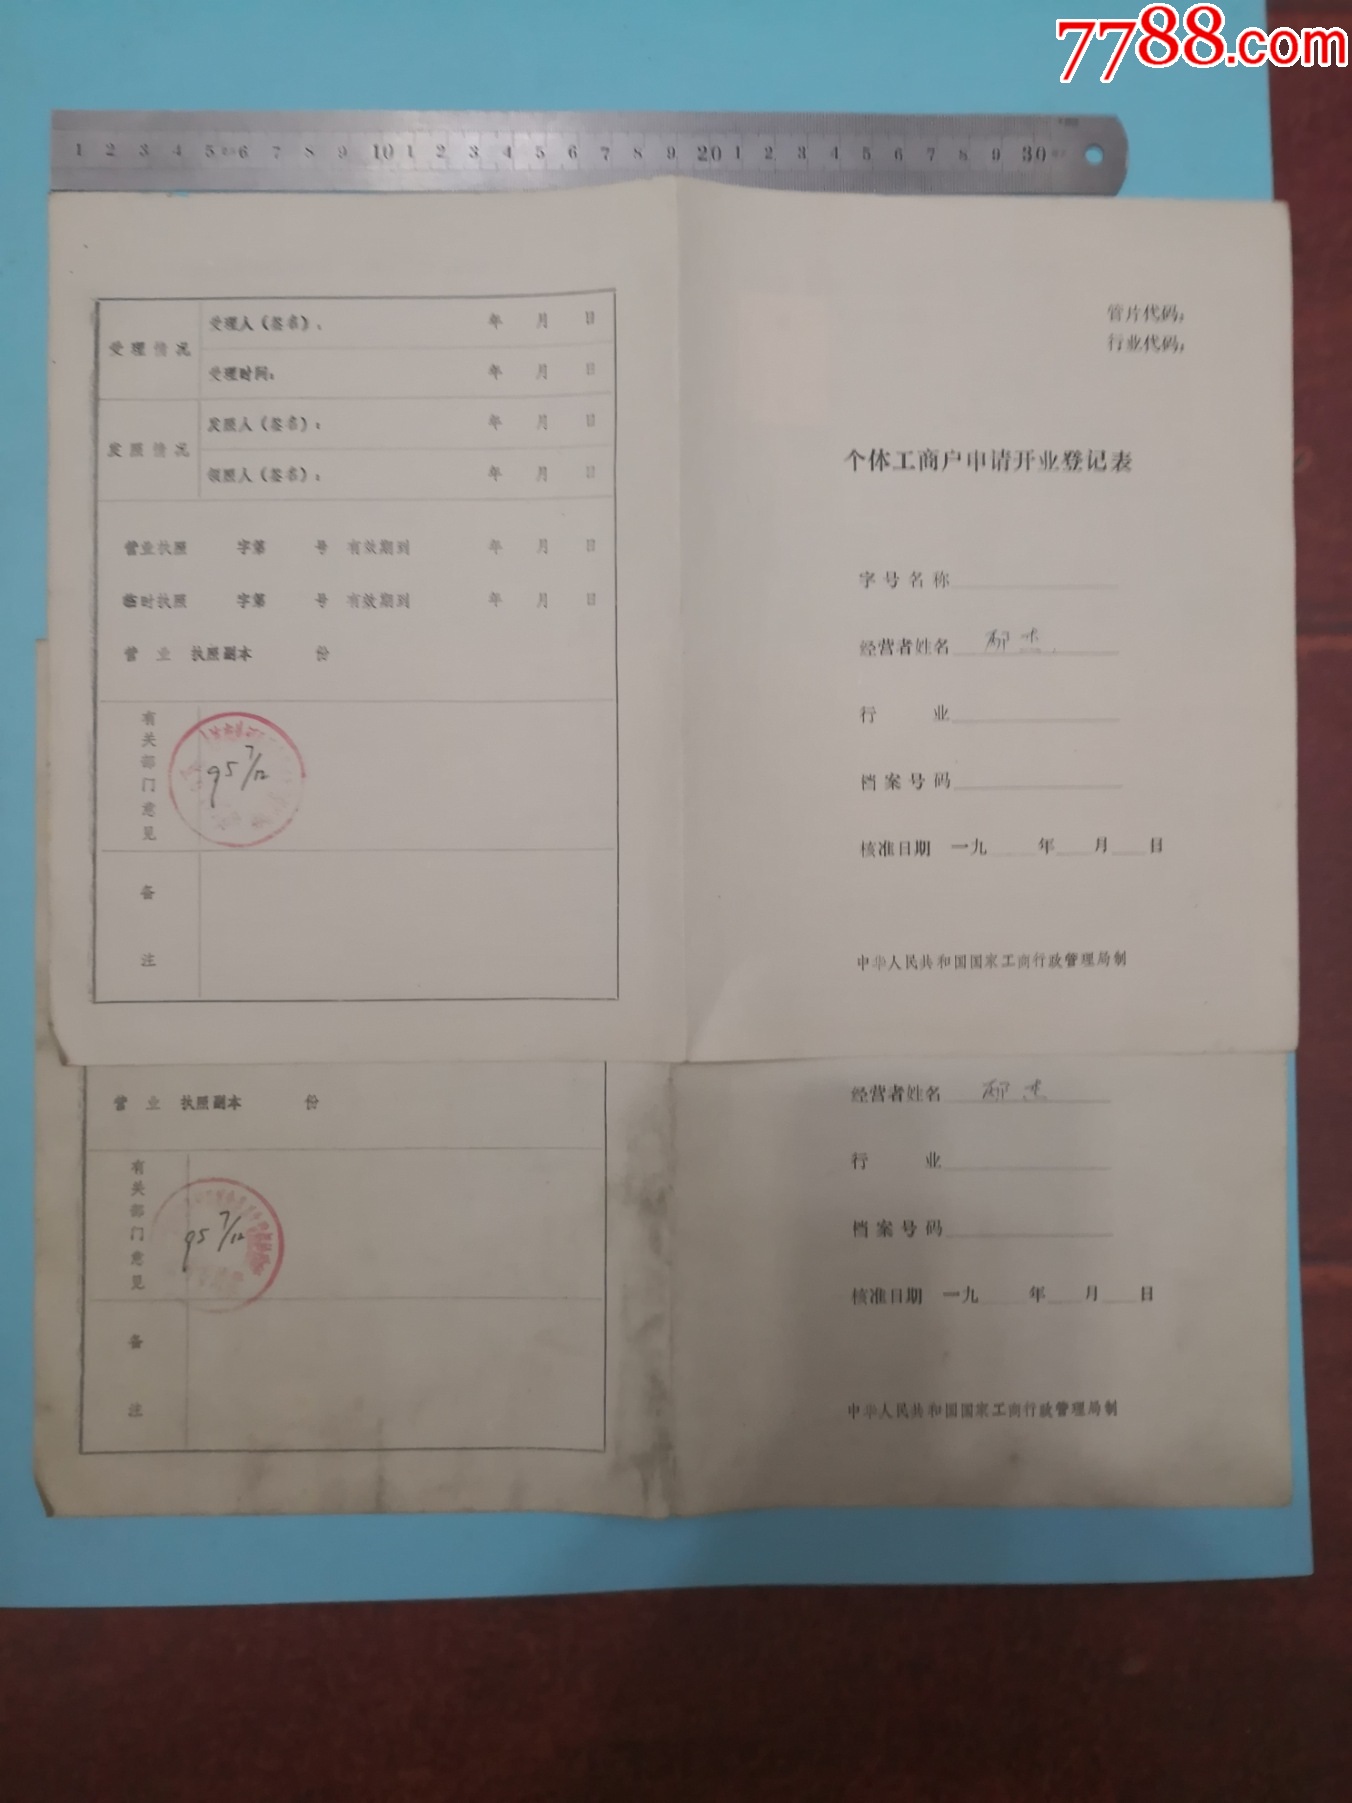 7788.com
1 2 3 4 5 6 7 8 9 10 1 2 3 4 5 6 7 8 9 20 1 2 3 4 5 6 7 8 9 30
受理情况
受理人（签名）： 年 月 日
受理时间： 年 月 日
发照情况
发照人（签名）： 年 月 日
领照人（签名）： 年 月 日
营业执照 字第 号 有效期到 年 月 日
临时执照 字第 号 有效期到 年 月 日
营业执照副本 份
有关部门意见
95 7/12
备注
管片代码：
行业代码：
个体工商户申请开业登记表
字号名称
经营者姓名
行业
档案号码
核准日期 一九 年 月 日
中华人民共和国国家工商行政管理局制
营业执照副本 份
有关部门意见
95 7/12
备注
经营者姓名
行业
档案号码
核准日期 一九 年 月 日
中华人民共和国国家工商行政管理局制